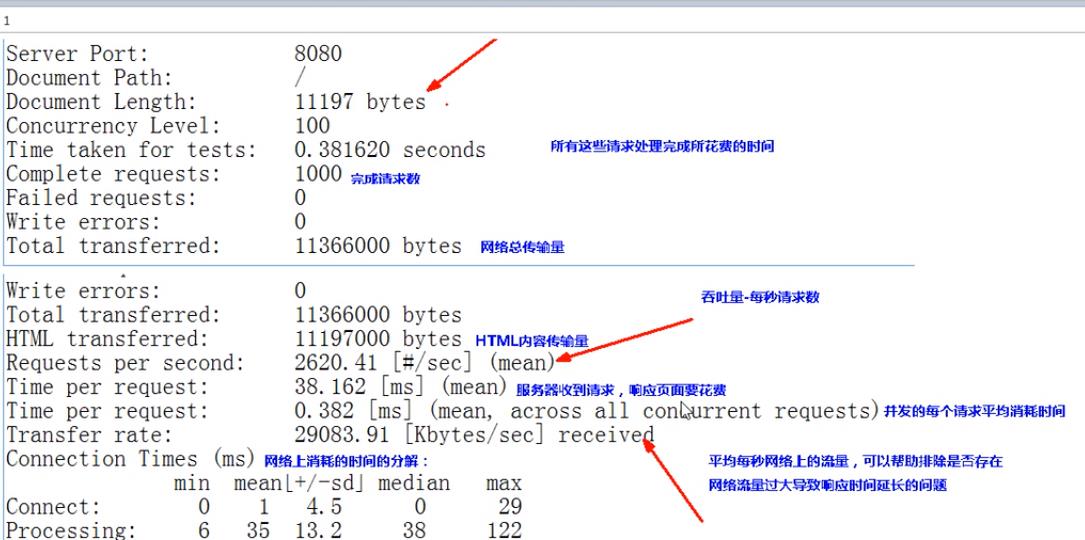 1
Server Port: 8080
Document Path: /
Document Length: 11197 bytes
Concurrency Level: 100
Time taken for tests: 0.381620 seconds 所有这些请求处理完成所花费的时间
Complete requests: 1000 完成请求数
Failed requests: 0
Write errors: 0
Total transferred: 11366000 bytes 网络总传输量
Write errors: 0 吞吐量-每秒请求数
Total transferred: 11366000 bytes
HTML transferred: 11197000 bytes HTML内容传输量
Requests per second: 2620.41 [#/sec] (mean)
Time per request: 38.162 [ms] (mean) 服务器收到请求，响应页面要花费
Time per request: 0.382 [ms] (mean, across all concurrent requests) 并发的每个请求平均消耗时间
Transfer rate: 29083.91 [Kbytes/sec] received
Connection Times (ms) 网络上消耗的时间的分解： 平均每秒网络上的流量，可以帮助排除是否存在
网络流量过大导致响应时间延长的问题
min mean[+/-sd] median max
Connect: 0 1 4.5 0 29
Processing: 6 35 13.2 38 122